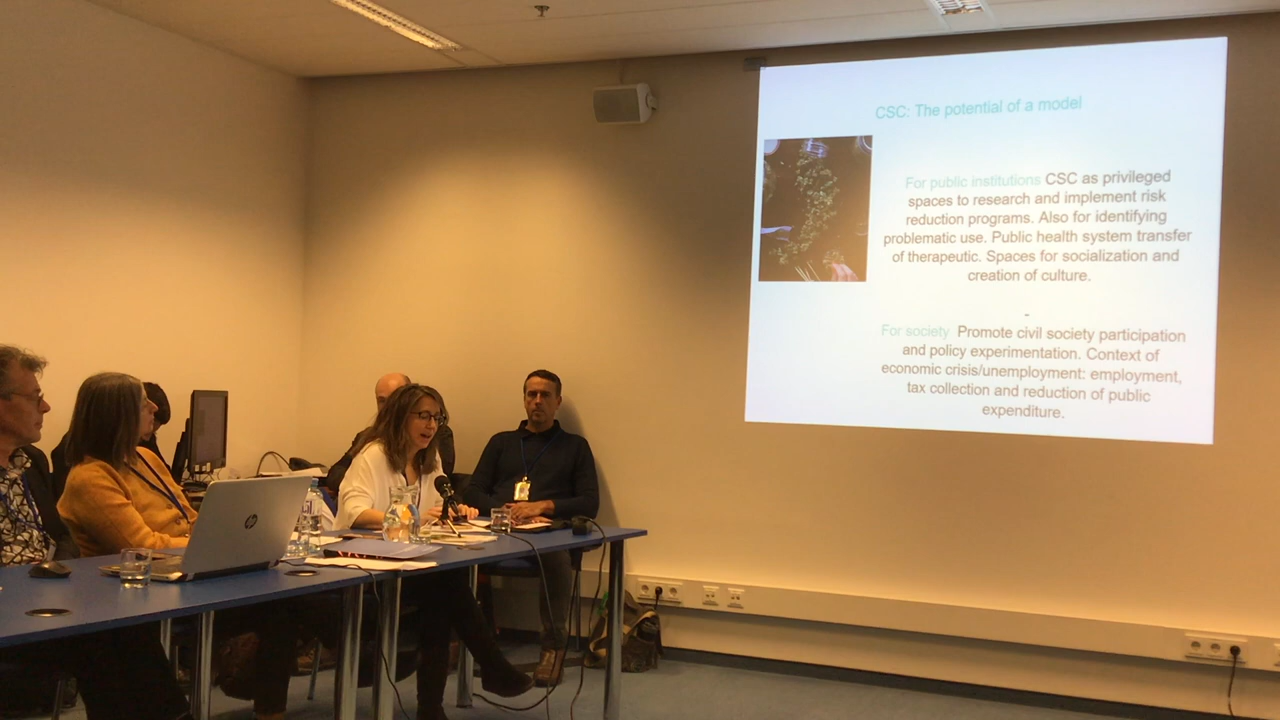 CSC: The potential of a model
For public institutions CSC as privileged
spaces to research and implement risk
reduction programs. Also for identifying
problematic use. Public health system transfer
of therapeutic. Spaces for socialization and
creation of culture.
-
For society Promote civil society participation
and policy experimentation. Context of
economic crisis/unemployment: employment,
tax collection and reduction of public
expenditure.
hp